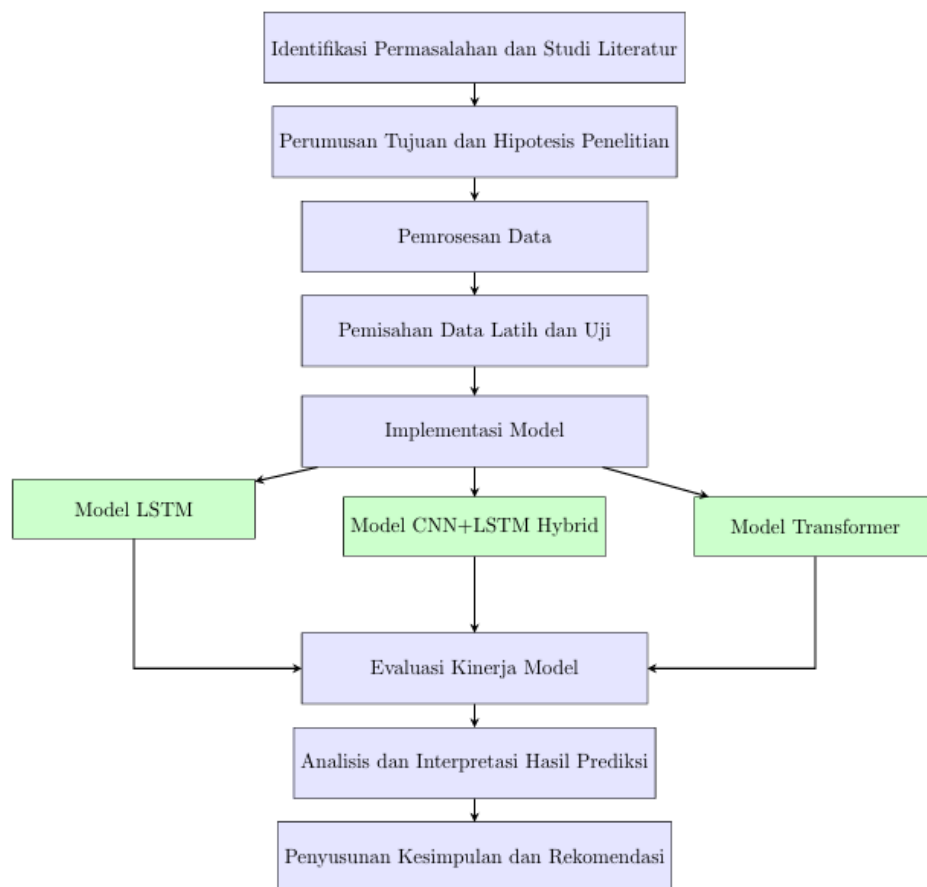 Identifikasi Permasalahan dan Studi Literatur
Perumusan Tujuan dan Hipotesis Penelitian
Pemrosesan Data
Pemisahan Data Latih dan Uji
Implementasi Model
Model LSTM
Model CNN+LSTM Hybrid
Model Transformer
Evaluasi Kinerja Model
Analisis dan Interpretasi Hasil Prediksi
Penyusunan Kesimpulan dan Rekomendasi